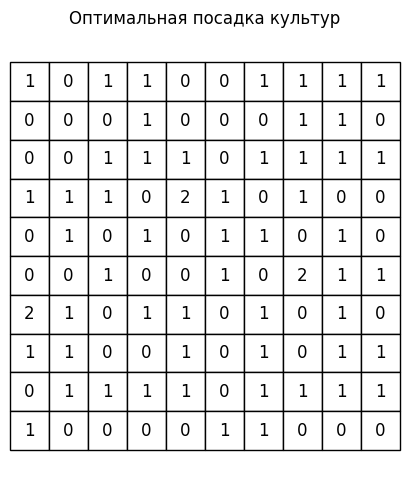 Оптимальная посадка культур
1 0 1 1 0 0 1 1 1 1
0 0 0 1 0 0 0 1 1 0
0 0 1 1 1 0 1 1 1 1
1 1 1 0 2 1 0 1 0 0
0 1 0 1 0 1 1 0 1 0
0 0 1 0 0 1 0 2 1 1
2 1 0 1 1 0 1 0 1 0
1 1 0 0 1 0 1 0 1 1
0 1 1 1 1 0 1 1 1 1
1 0 0 0 0 1 1 0 0 0